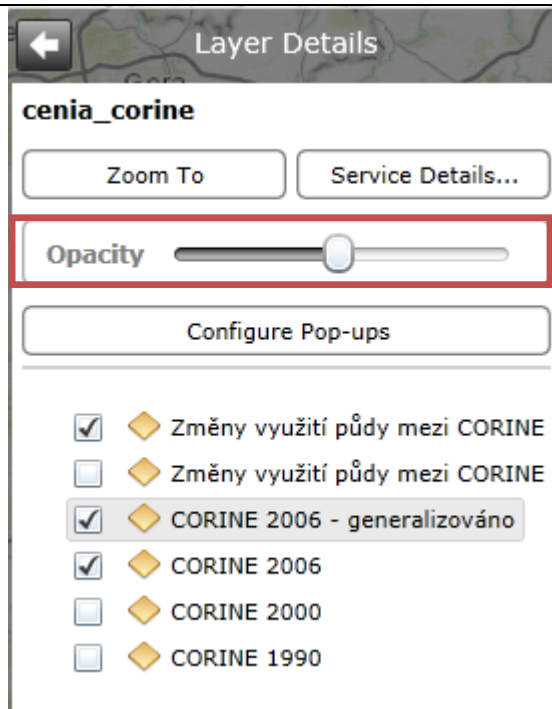 Layer Details
cenia_corine
Zoom To
Service Details...
Opacity
Configure Pop-ups
Změny využití půdy mezi CORINE
Změny využití půdy mezi CORINE
CORINE 2006 - generalizováno
CORINE 2006
CORINE 2000
CORINE 1990